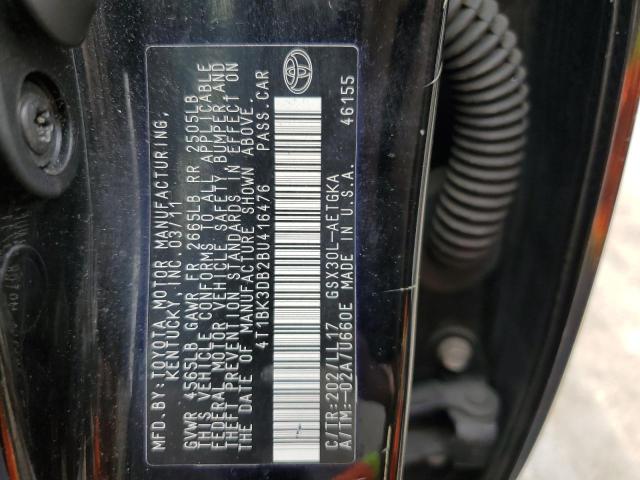 MFD. BY: TOYOTA MOTOR MANUFACTURING,
KENTUCKY, INC. 03/11
GVWR 4565LB GAWR FR 2665LB RR 2505LB
THIS VEHICLE CONFORMS TO ALL APPLICABLE
FEDERAL MOTOR VEHICLE SAFETY, BUMPER, AND
THEFT PREVENTION STANDARDS IN EFFECT ON
THE DATE OF MANUFACTURE SHOWN ABOVE.
4T1BK3DB2BU416476 PASS CAR
C/TR:202/LL17 GSX30L-AETGKA
A/TM:-02A/U660E MADE IN U.S.A. 46155